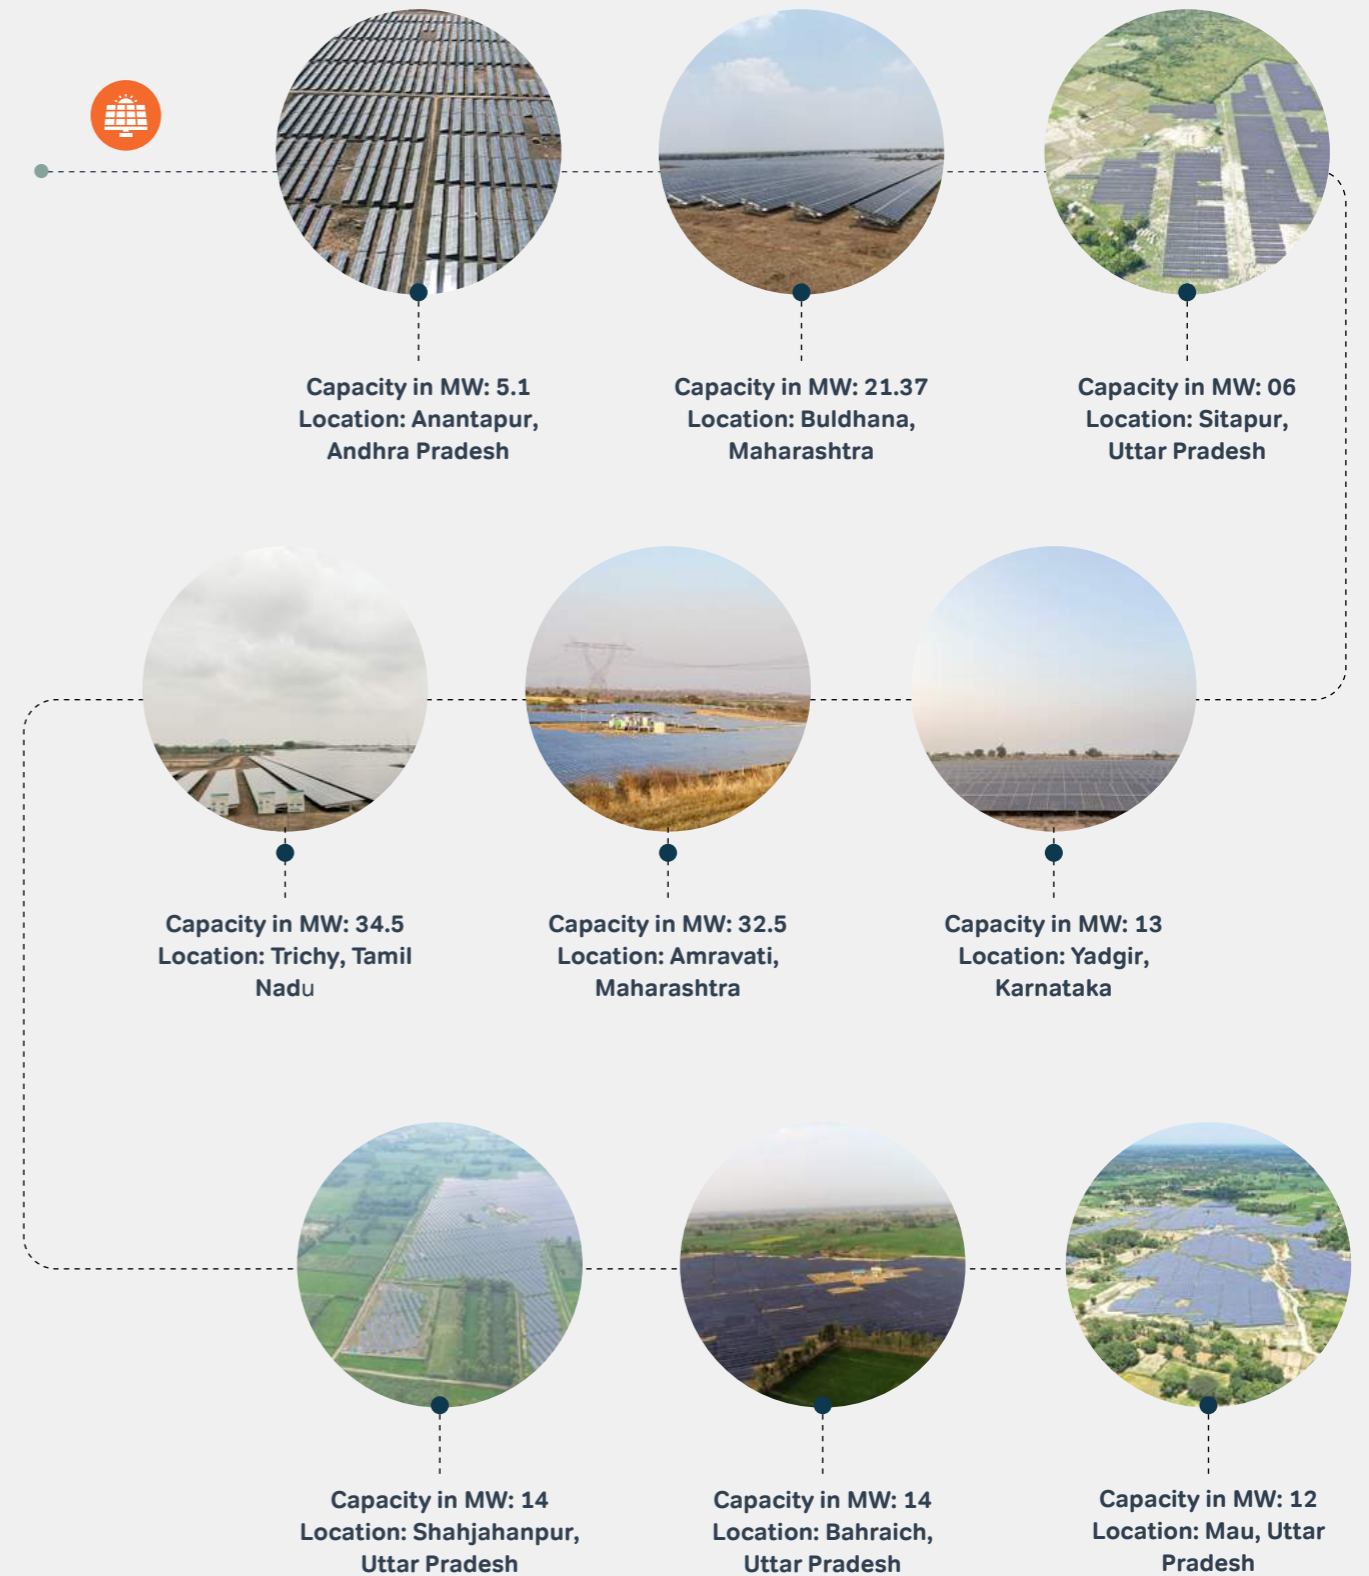 Capacity in MW: 5.1
Location: Anantapur,
Andhra Pradesh
Capacity in MW: 21.37
Location: Buldhana,
Maharashtra
Capacity in MW: 06
Location: Sitapur,
Uttar Pradesh
Capacity in MW: 34.5
Location: Trichy, Tamil
Nadu
Capacity in MW: 32.5
Location: Amravati,
Maharashtra
Capacity in MW: 13
Location: Yadgir,
Karnataka
Capacity in MW: 14
Location: Shahjahanpur,
Uttar Pradesh
Capacity in MW: 14
Location: Bahraich,
Uttar Pradesh
Capacity in MW: 12
Location: Mau, Uttar
Pradesh